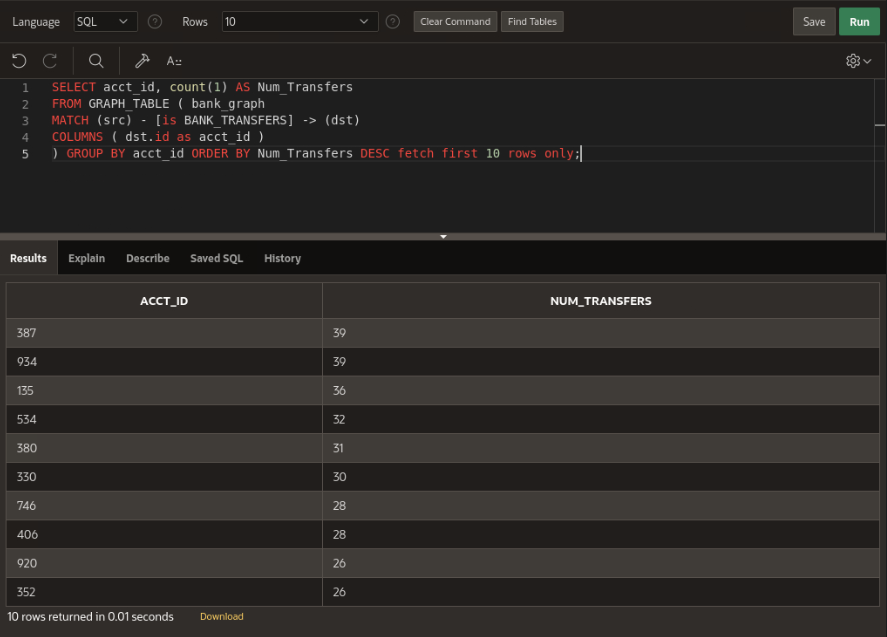 Language SQL Rows 10 Clear Command Find Tables Save Run
A::
1 SELECT acct_id, count(1) AS Num_Transfers
2 FROM GRAPH_TABLE ( bank_graph
3 MATCH (src) - [is BANK_TRANSFERS] -> (dst)
4 COLUMNS ( dst.id as acct_id )
5 ) GROUP BY acct_id ORDER BY Num_Transfers DESC fetch first 10 rows only;
Results Explain Describe Saved SQL History
ACCT_ID NUM_TRANSFERS
387 39
934 39
135 36
534 32
380 31
330 30
746 28
406 28
920 26
352 26
10 rows returned in 0.01 seconds Download